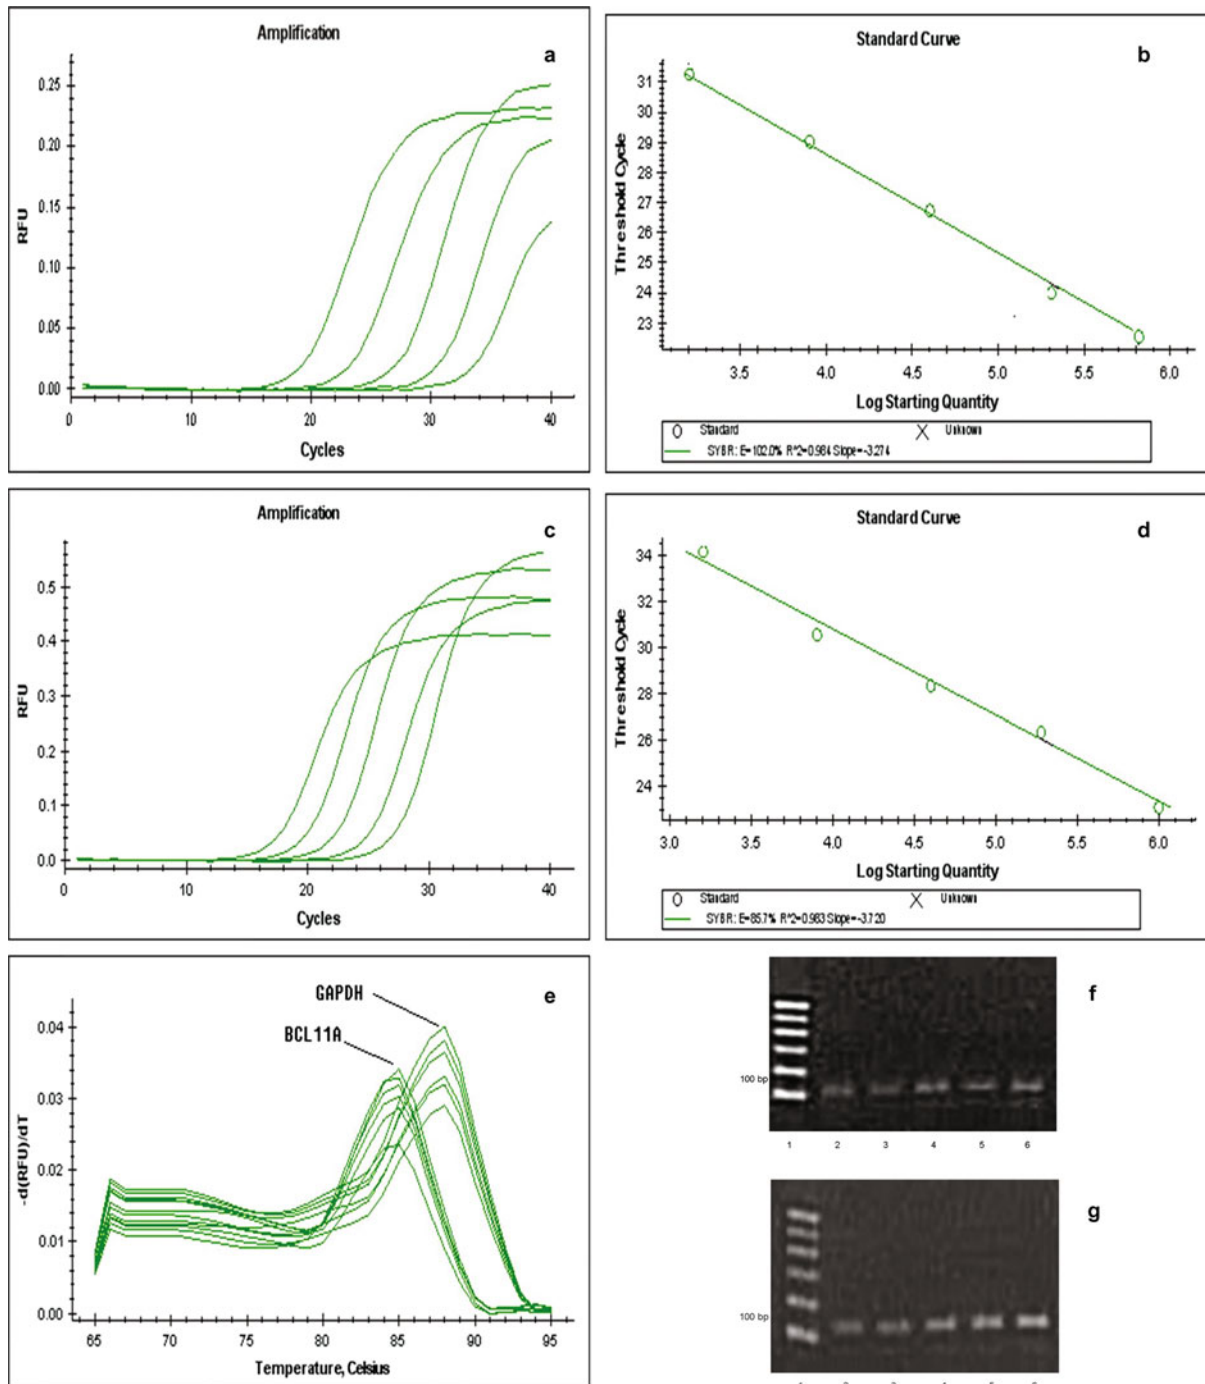 Amplification
a
RFU
0.25
0.20
0.15
0.10
0.05
0.00
0 10 20 30 40
Cycles
Standard Curve
b
Threshold Cycle
31
30
29
28
27
26
25
24
23
3.5 4.0 4.5 5.0 5.5 6.0
Log Starting Quantity
Standard Unknown
SYBR: E=102.0% R^2=0.984 Slope=-3.274
Amplification
c
RFU
0.5
0.4
0.3
0.2
0.1
0.0
0 10 20 30 40
Cycles
Standard Curve
d
Threshold Cycle
34
32
30
28
26
24
3.0 3.5 4.0 4.5 5.0 5.5 6.0
Log Starting Quantity
Standard Unknown
SYBR: E=85.7% R^2=0.983 Slope=-3.720
e
GAPDH
BCL11A
-d(RFU)/dT
0.04
0.03
0.02
0.01
0.00
65 70 75 80 85 90 95
Temperature, Celsius
f
100 bp
1 2 3 4 5 6
g
100 bp